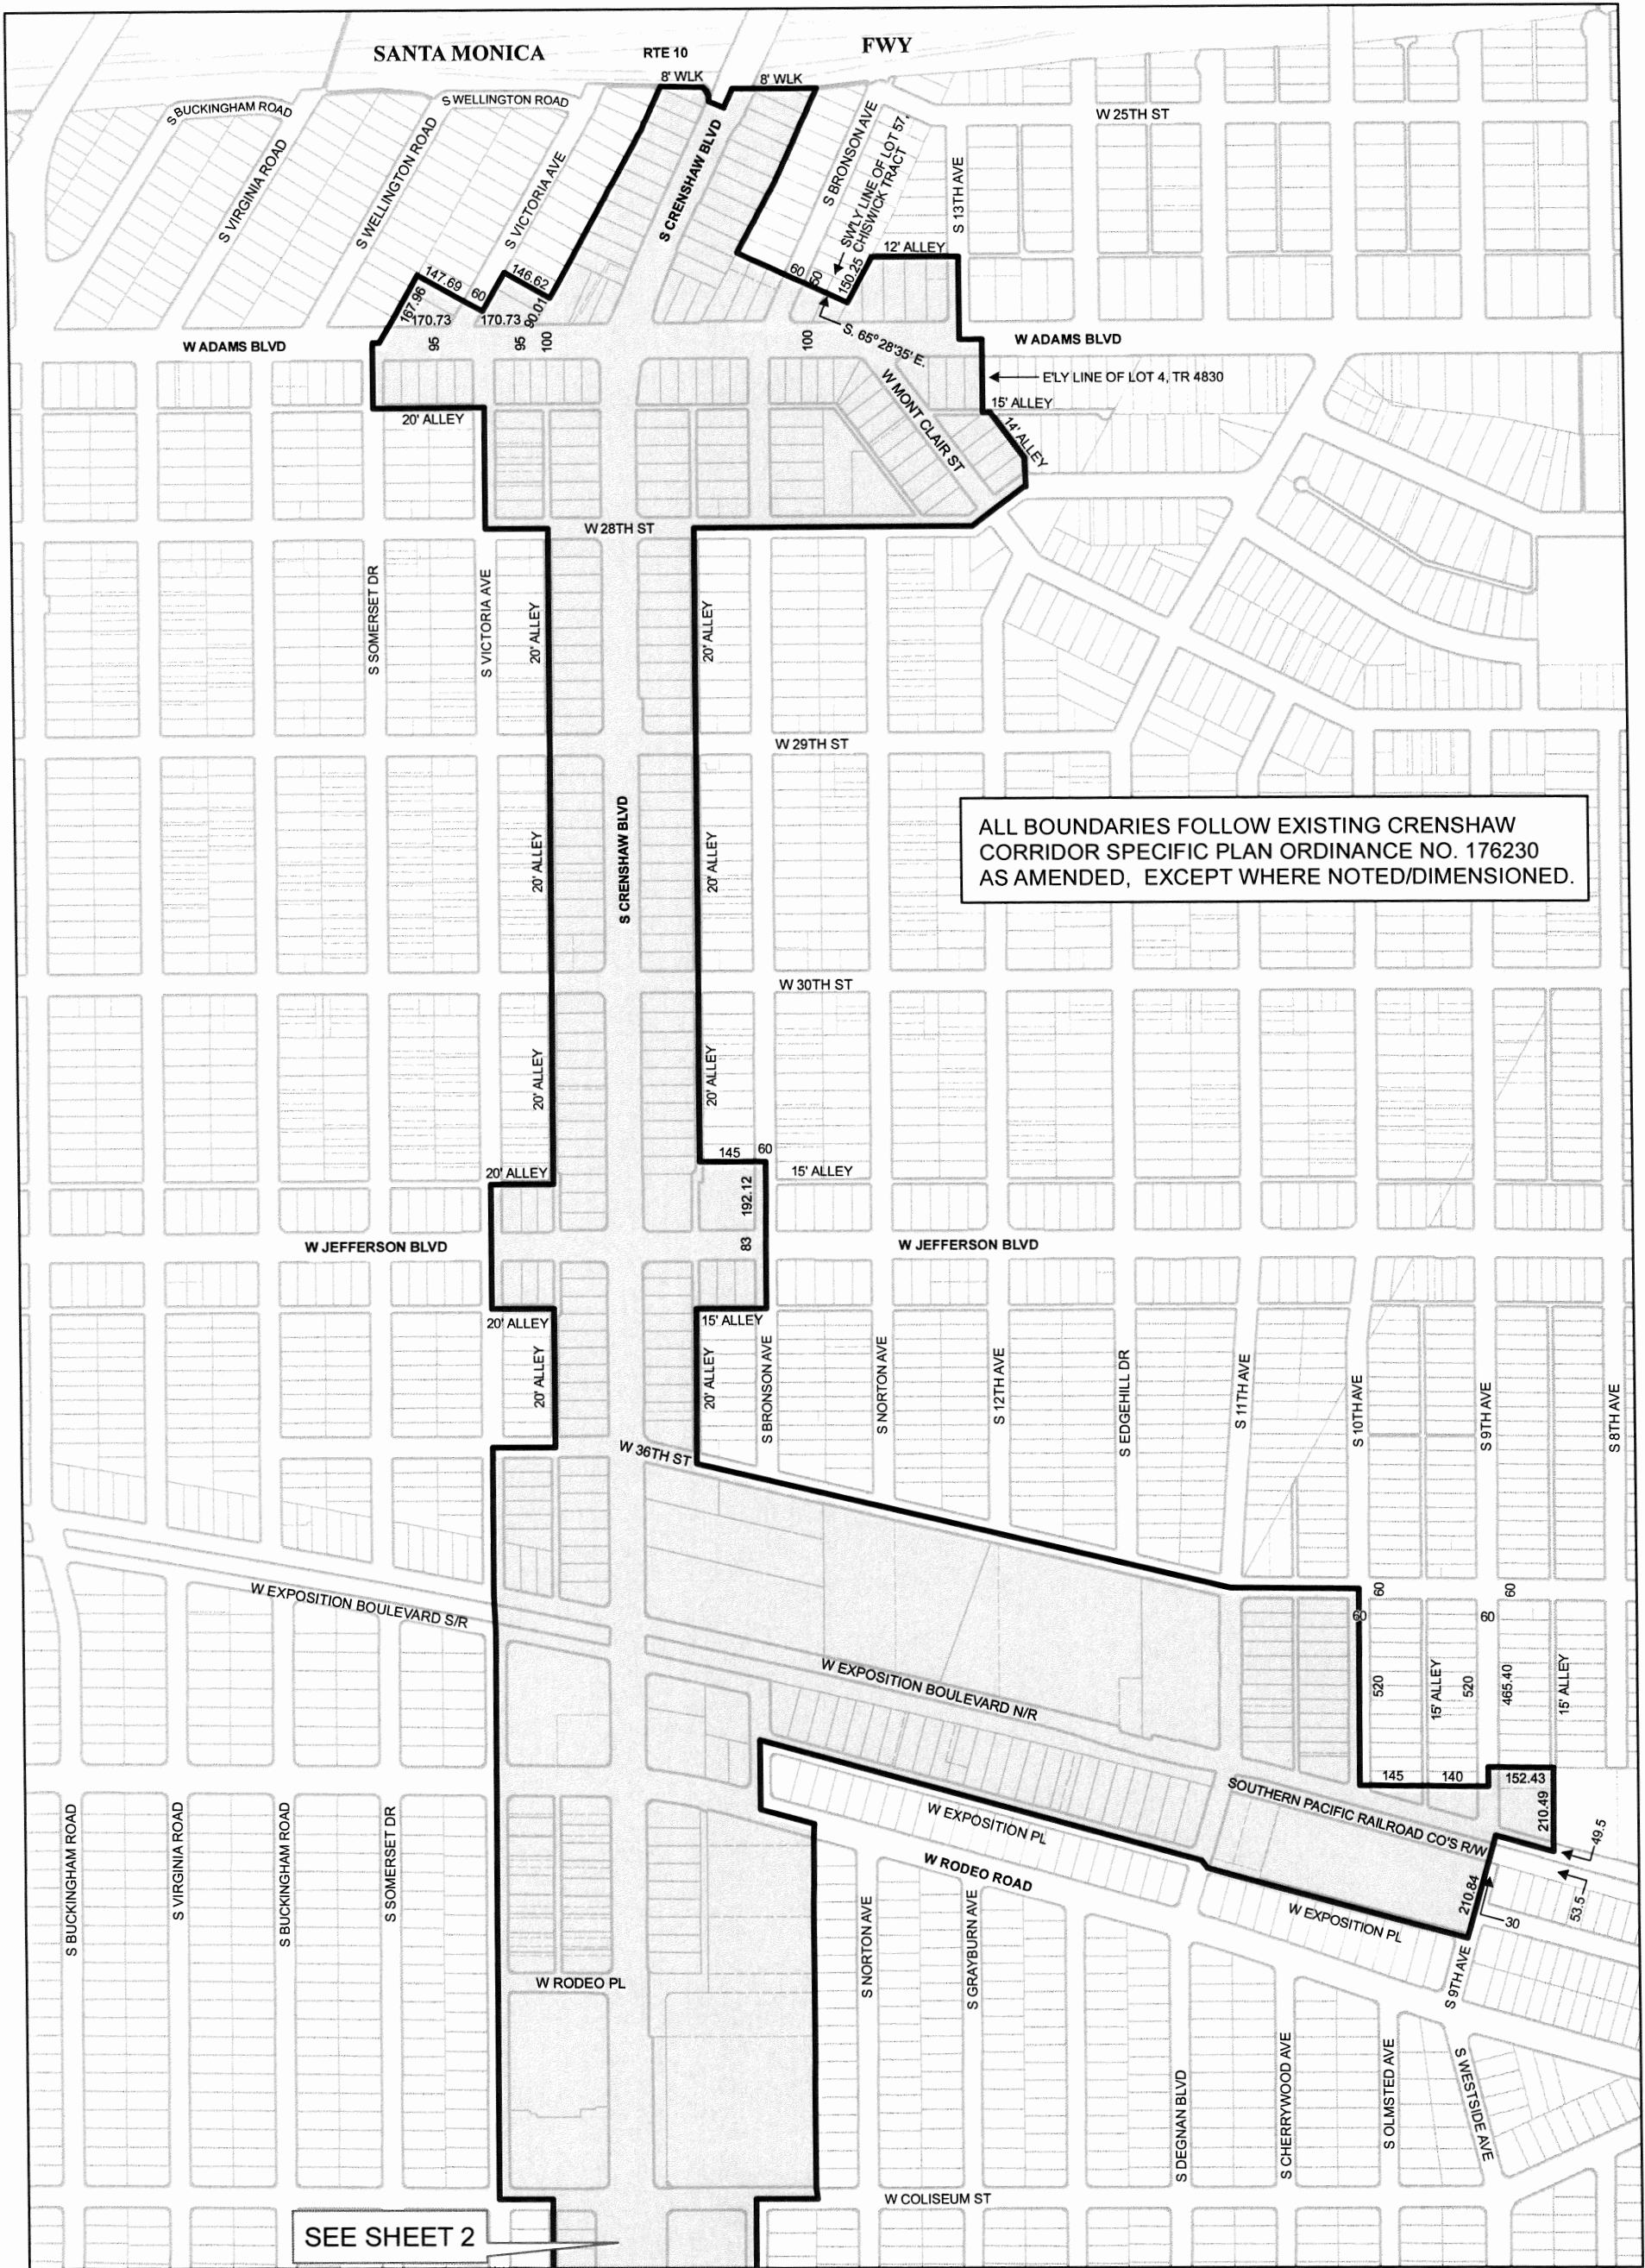 SANTA MONICA
RTE 10
FWY
8' WLK
8' WLK
S BUCKINGHAM ROAD
S WELLINGTON ROAD
W 25TH ST
S VIRGINIA ROAD
S WELLINGTON ROAD
S VICTORIA AVE
S CRENSHAW BLVD
S BRONSON AVE
SW'LY LINE OF LOT 57,
CHISWICK TRACT
S 13TH AVE
12' ALLEY
147.69
60
146.62
60
50
150.25
167.96
170.73
170.73
90.01
95
95
100
100
S. 65° 28'35' E.
W ADAMS BLVD
W ADAMS BLVD
E'LY LINE OF LOT 4, TR 4830
W MONT CLAIR ST
15' ALLEY
14' ALLEY
20' ALLEY
W 28TH ST
S SOMERSET DR
S VICTORIA AVE
20' ALLEY
20' ALLEY
W 29TH ST
S CRENSHAW BLVD
20' ALLEY
20' ALLEY
ALL BOUNDARIES FOLLOW EXISTING CRENSHAW
CORRIDOR SPECIFIC PLAN ORDINANCE NO. 176230
AS AMENDED, EXCEPT WHERE NOTED/DIMENSIONED.
W 30TH ST
20' ALLEY
20' ALLEY
145
60
20' ALLEY
15' ALLEY
192.12
83
W JEFFERSON BLVD
W JEFFERSON BLVD
20' ALLEY
15' ALLEY
20' ALLEY
20' ALLEY
S BRONSON AVE
S NORTON AVE
S 12TH AVE
S EDGEHILL DR
S 11TH AVE
S 10TH AVE
S 9TH AVE
S 8TH AVE
W 36TH ST
W EXPOSITION BOULEVARD S/R
60
60
60
60
W EXPOSITION BOULEVARD N/R
520
15' ALLEY
520
465.40
15' ALLEY
145
140
152.43
210.49
SOUTHERN PACIFIC RAILROAD CO'S R/W
49.5
W EXPOSITION PL
W RODEO ROAD
210.84
30
53.5
W EXPOSITION PL
S BUCKINGHAM ROAD
S VIRGINIA ROAD
S BUCKINGHAM ROAD
S SOMERSET DR
S NORTON AVE
S GRAYBURN AVE
S 9TH AVE
W RODEO PL
S DEGNAN BLVD
S CHERRYWOOD AVE
S OLMSTED AVE
S WESTSIDE AVE
W COLISEUM ST
SEE SHEET 2